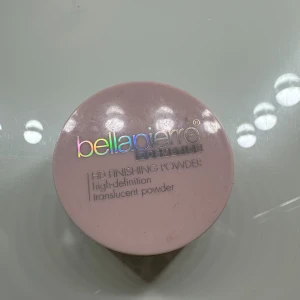 bellapierre®
HD FINISHING POWDER
high-definition
translucent powder